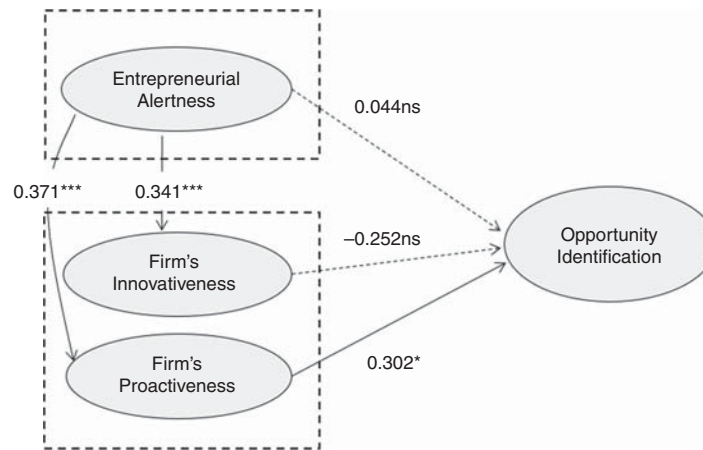 Entrepreneurial
Alertness
0.044ns
0.371***
0.341***
Firm's
Innovativeness
–0.252ns
Opportunity
Identification
Firm's
Proactiveness
0.302*